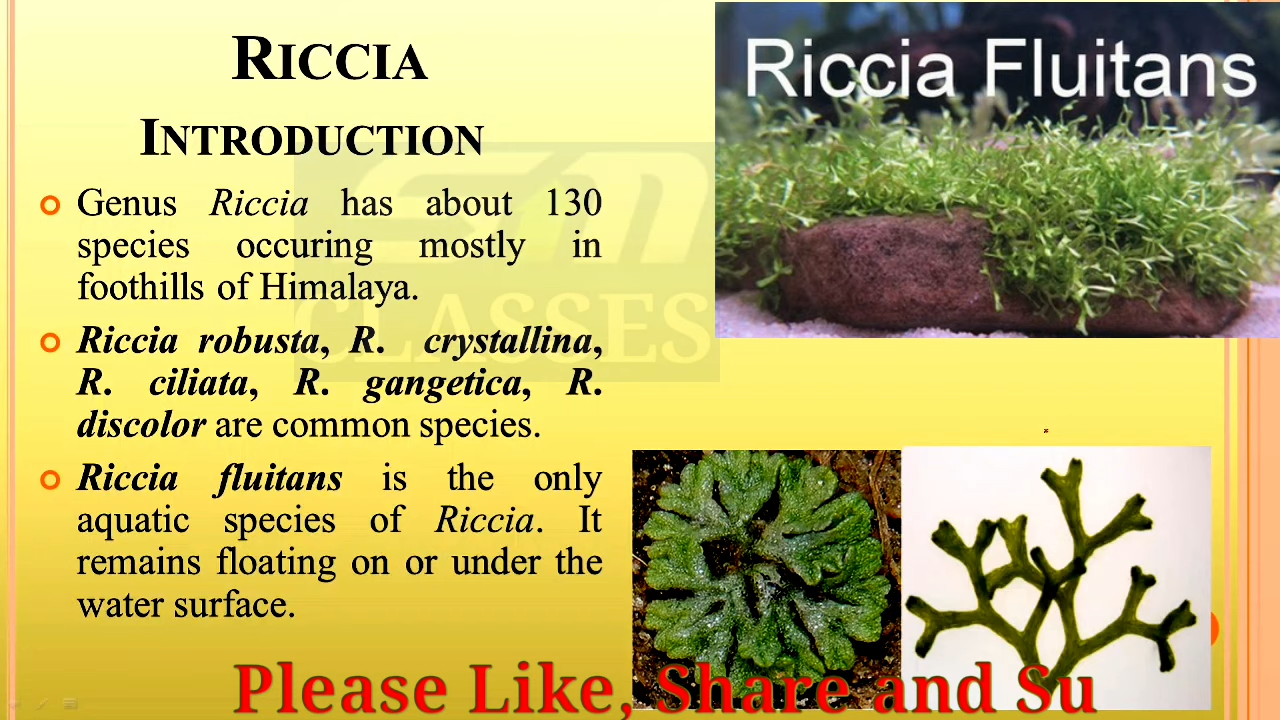 RICCIA
INTRODUCTION
Genus Riccia has about 130
species occuring mostly in
foothills of Himalaya.
Riccia robusta, R. crystallina,
R. ciliata, R. gangetica, R.
discolor are common species.
Riccia fluitans is the only
aquatic species of Riccia. It
remains floating on or under the
water surface.
Riccia Fluitans
SM
CLASSES
Please Like, Share and Su